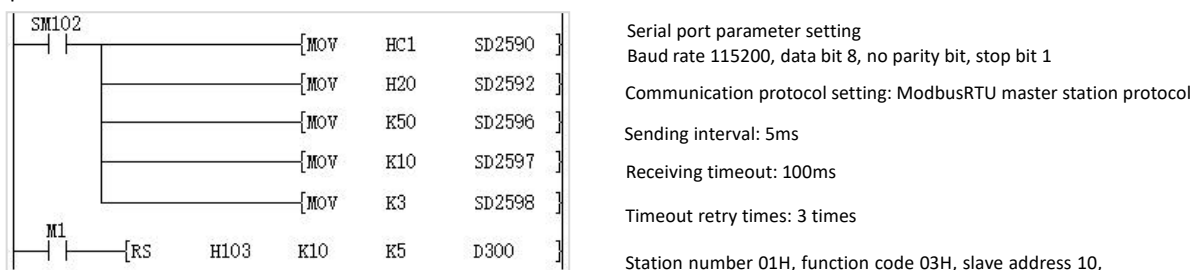 SM102
[MOV HC1 SD2590 ]
Serial port parameter setting
Baud rate 115200, data bit 8, no parity bit, stop bit 1
[MOV H20 SD2592 ]
Communication protocol setting: ModbusRTU master station protocol
[MOV K50 SD2596 ]
Sending interval: 5ms
[MOV K10 SD2597 ]
Receiving timeout: 100ms
[MOV K3 SD2598 ]
Timeout retry times: 3 times
M1
[RS H103 K10 K5 D300 ]
Station number 01H, function code 03H, slave address 10,